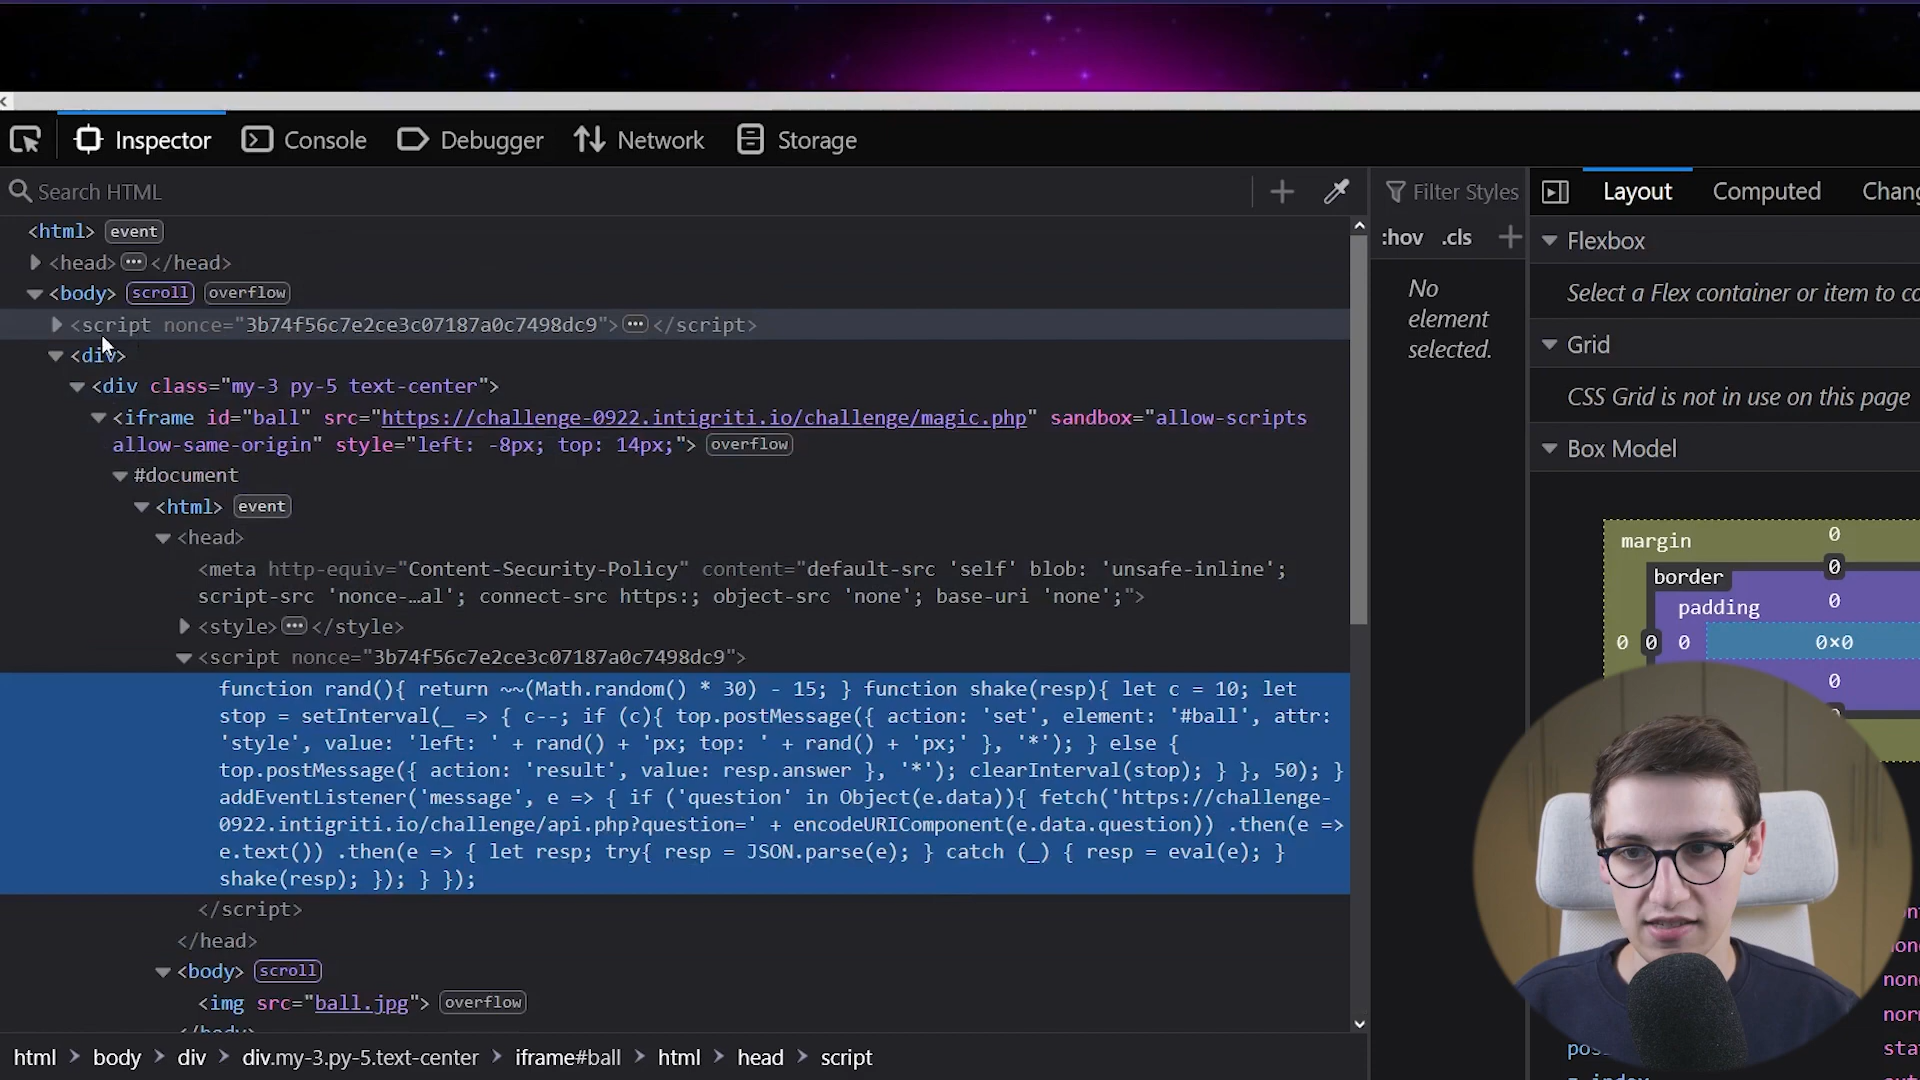 Inspector Console Debugger Network Storage
Search HTML
<html> event
<head> ••• </head>
<body> scroll overflow
<script nonce="3b74f56c7e2ce3c07187a0c7498dc9"> ••• </script>
<div>
<div class="my-3 py-5 text-center">
<iframe id="ball" src="https://challenge-0922.intigriti.io/challenge/magic.php" sandbox="allow-scripts
allow-same-origin" style="left: -8px; top: 14px;"> overflow
#document
<html> event
<head>
<meta http-equiv="Content-Security-Policy" content="default-src 'self' blob: 'unsafe-inline';
script-src 'nonce-…al'; connect-src https:; object-src 'none'; base-uri 'none';">
<style> ••• </style>
<script nonce="3b74f56c7e2ce3c07187a0c7498dc9">
function rand(){ return ~~(Math.random() * 30) - 15; } function shake(resp){ let c = 10; let
stop = setInterval(_ => { c--; if (c){ top.postMessage({ action: 'set', element: '#ball', attr:
'style', value: 'left: ' + rand() + 'px; top: ' + rand() + 'px;' }, '*'); } else {
top.postMessage({ action: 'result', value: resp.answer }, '*'); clearInterval(stop); } }, 50); }
addEventListener('message', e => { if ('question' in Object(e.data)){ fetch('https://challenge-
0922.intigriti.io/challenge/api.php?question=' + encodeURIComponent(e.data.question)) .then(e =>
e.text()) .then(e => { let resp; try{ resp = JSON.parse(e); } catch (_) { resp = eval(e); }
shake(resp); }); } });
</script>
</head>
<body> scroll
<img src="ball.jpg"> overflow
</body>
html > body > div > div.my-3.py-5.text-center > iframe#ball > html > head > script
Filter Styles
:hov .cls +
No
element
selected.
Layout Computed
Flexbox
Select a Flex container or item to
Grid
CSS Grid is not in use on this page
Box Model
margin 0
border 0
padding 0
0 0 0 0×0
0
0